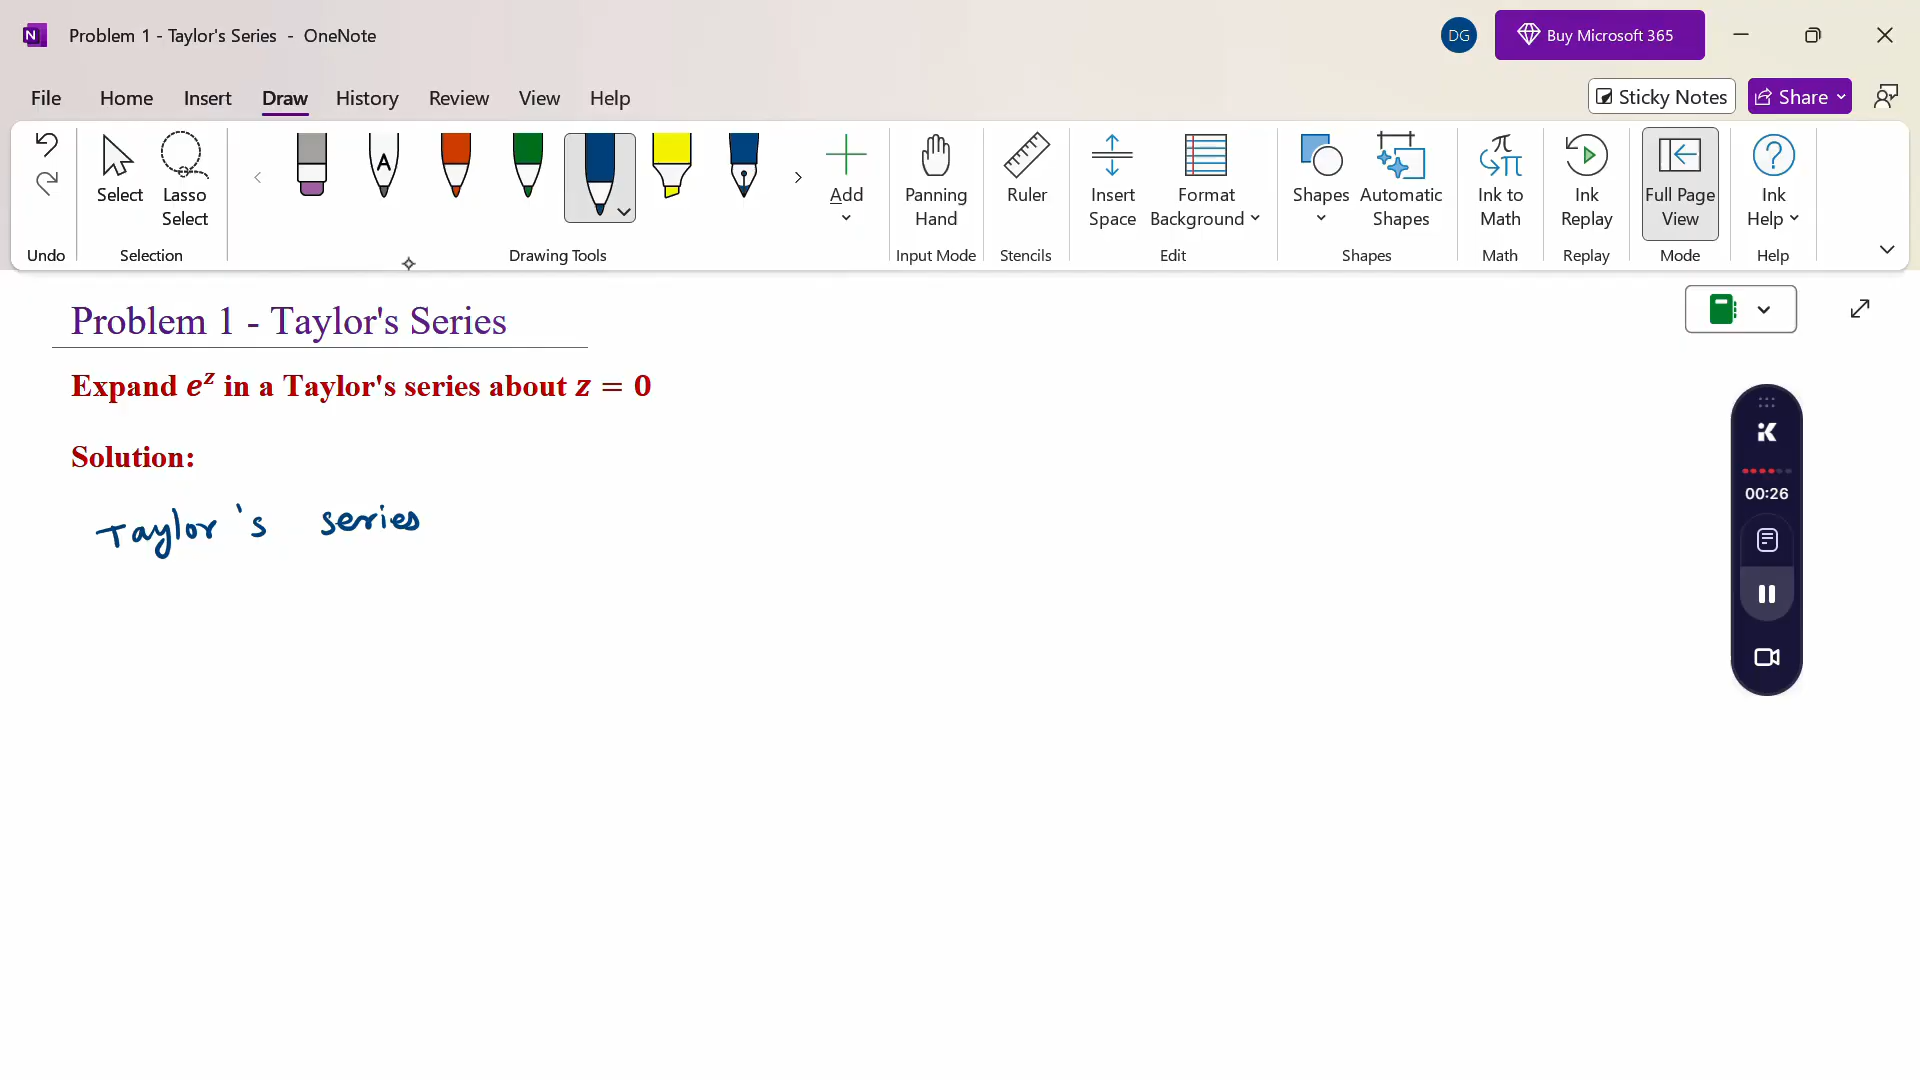 Problem 1 - Taylor's Series - OneNote
DG
Buy Microsoft 365
File Home Insert Draw History Review View Help
Sticky Notes
Share
A
Select
Lasso Select
Add
Panning Hand
Ruler
Insert Space
Format Background
Shapes
Automatic Shapes
Ink to Math
Ink Replay
Full Page View
Ink Help
Undo Selection Drawing Tools Input Mode Stencils Edit Shapes Math Replay Mode Help
Problem 1 - Taylor's Series
Expand e^z in a Taylor's series about z = 0
Solution:
Taylor's series
00:26